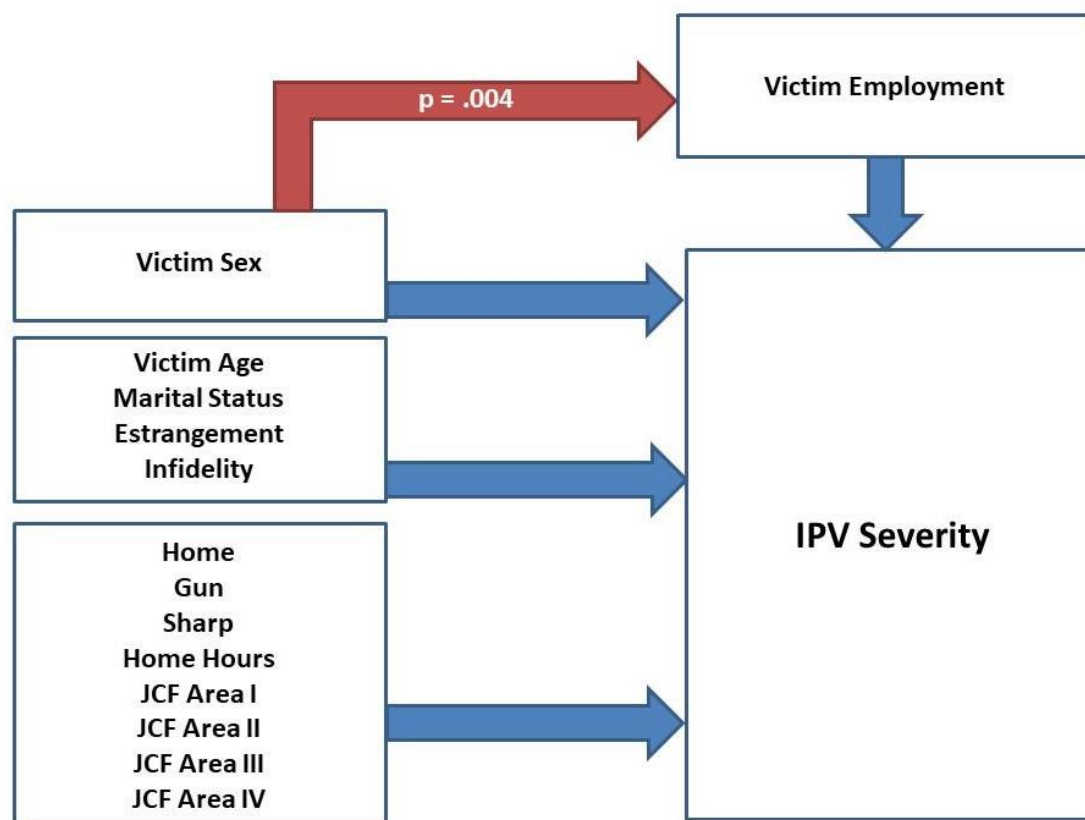 p = .004
Victim Employment
Victim Sex
Victim Age
Marital Status
Estrangement
Infidelity
IPV Severity
Home
Gun
Sharp
Home Hours
JCF Area I
JCF Area II
JCF Area III
JCF Area IV